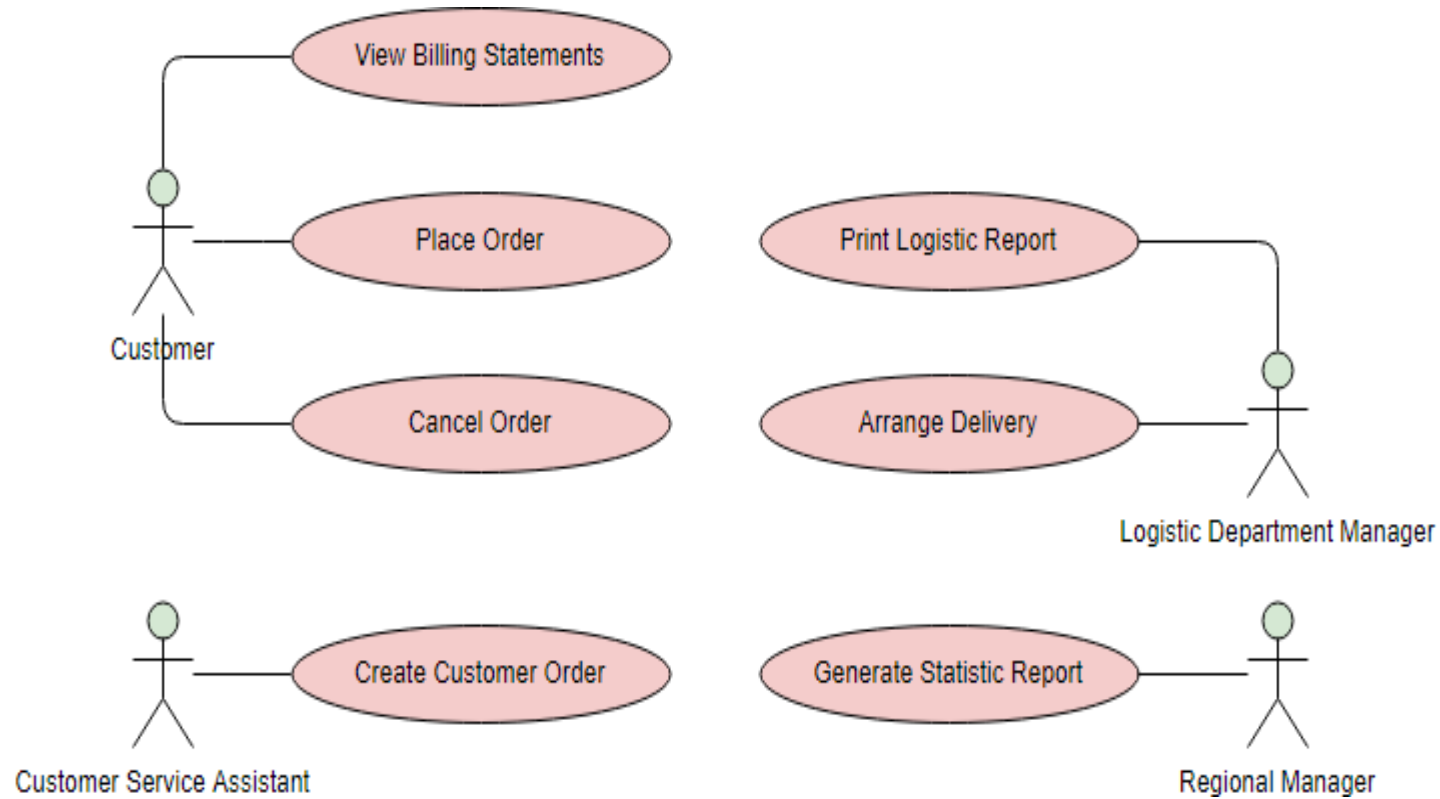 View Billing Statements
Place Order
Print Logistic Report
Customer
Cancel Order
Arrange Delivery
Logistic Department Manager
Create Customer Order
Generate Statistic Report
Customer Service Assistant
Regional Manager